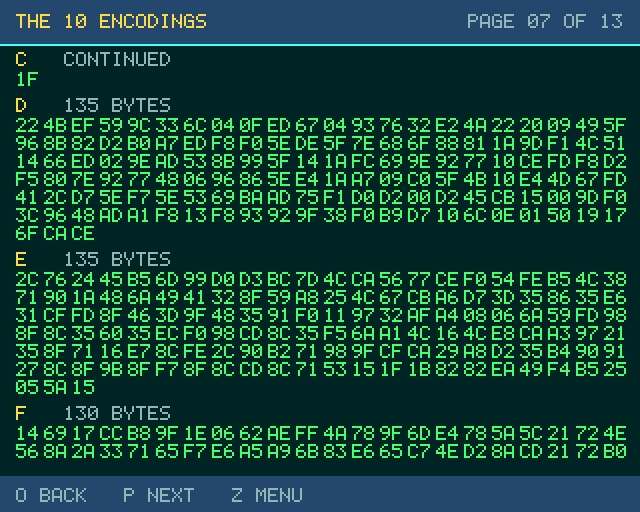 THE 10 ENCODINGS PAGE 07 OF 13
C CONTINUED
1F
D 135 BYTES
22 4B EF 59 9C 33 6C 04 0F ED 67 04 93 76 32 E2 4A 22 20 09 49 5F
96 8B 82 D2 B0 A7 ED F8 F0 5E DE 5F 7E 68 6F 88 81 1A 9D F1 4C 51
14 66 ED 02 9E AD 53 8B 99 5F 14 1A FC 69 9E 92 77 10 CE FD F8 D2
F5 80 7E 92 77 48 06 96 86 5E E4 1A A7 09 C0 5F 4B 10 E4 4D 67 FD
41 2C D7 5E F7 5E 53 69 BA AD 75 F1 D0 D2 00 D2 45 CB 15 00 9D F0
3C 96 48 AD A1 F8 13 F8 93 92 9F 38 F0 B9 D7 10 6C 0E 01 50 19 17
6F CA CE
E 135 BYTES
2C 76 24 45 B5 6D 99 D0 D3 BC 7D 4C CA 56 77 CE F0 54 FE B5 4C 38
71 90 1A 48 6A 49 41 32 8F 59 A8 25 4C 67 CB A6 D7 3D 35 86 35 E6
31 CF FD 8F 46 3D 9F 48 35 91 F0 11 97 32 AF A4 08 06 6A 59 FD 98
8F 8C 35 60 35 EC F0 98 CD 8C 35 F5 6A A1 4C 16 4C E8 CA A3 97 21
35 8F 71 16 E7 8C FE 2C 90 B2 71 98 9F CF CA 29 A8 D2 35 B4 90 91
27 8C 8F 9B 8F F7 8F 8C CD 8C 71 53 15 1F 1B 82 82 EA 49 F4 B5 25
05 5A 15
F 130 BYTES
14 69 17 CC B8 9F 1E 06 62 AE FF 4A 78 9F 6D E4 78 5A 5C 21 72 4E
56 8A 2A 33 71 65 F7 E6 A5 A9 6B 83 E6 65 C7 4E D2 8A CD 21 72 B0
O BACK P NEXT Z MENU